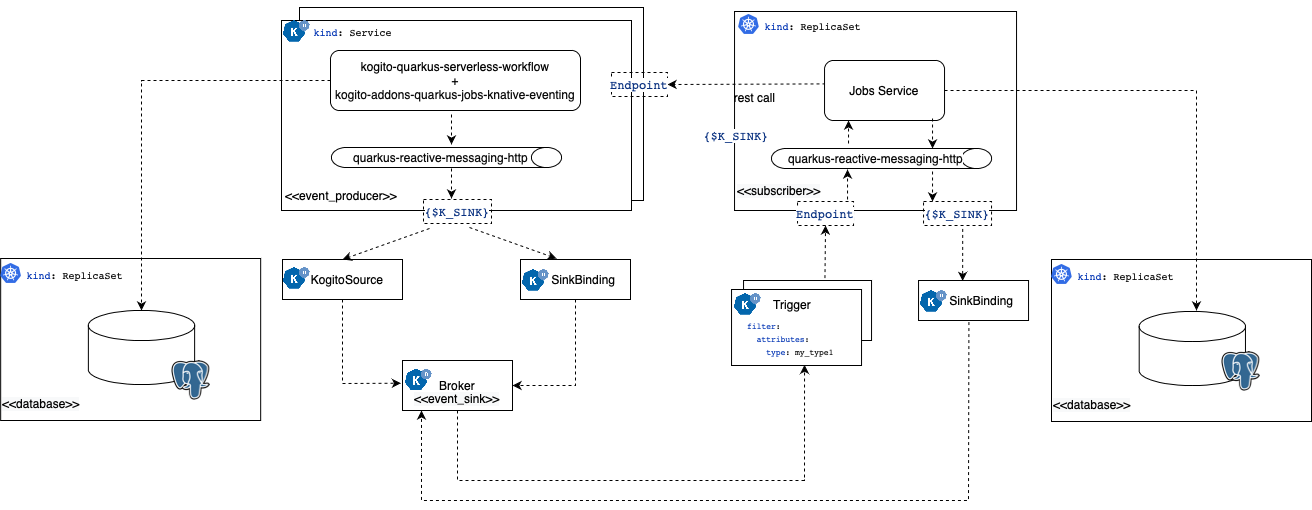 kind: Service
kogito-quarkus-serverless-workflow
+
kogito-addons-quarkus-jobs-knative-eventing
quarkus-reactive-messaging-http
<<event_producer>>
{$K_SINK}
Endpoint
rest call
{$K_SINK}
kind: ReplicaSet
Jobs Service
quarkus-reactive-messaging-http
<<subscriber>>
Endpoint
{$K_SINK}
kind: ReplicaSet
<<database>>
KogitoSource
SinkBinding
Broker
<<event_sink>>
Trigger
filter:
attributes:
type: my_type1
SinkBinding
kind: ReplicaSet
<<database>>